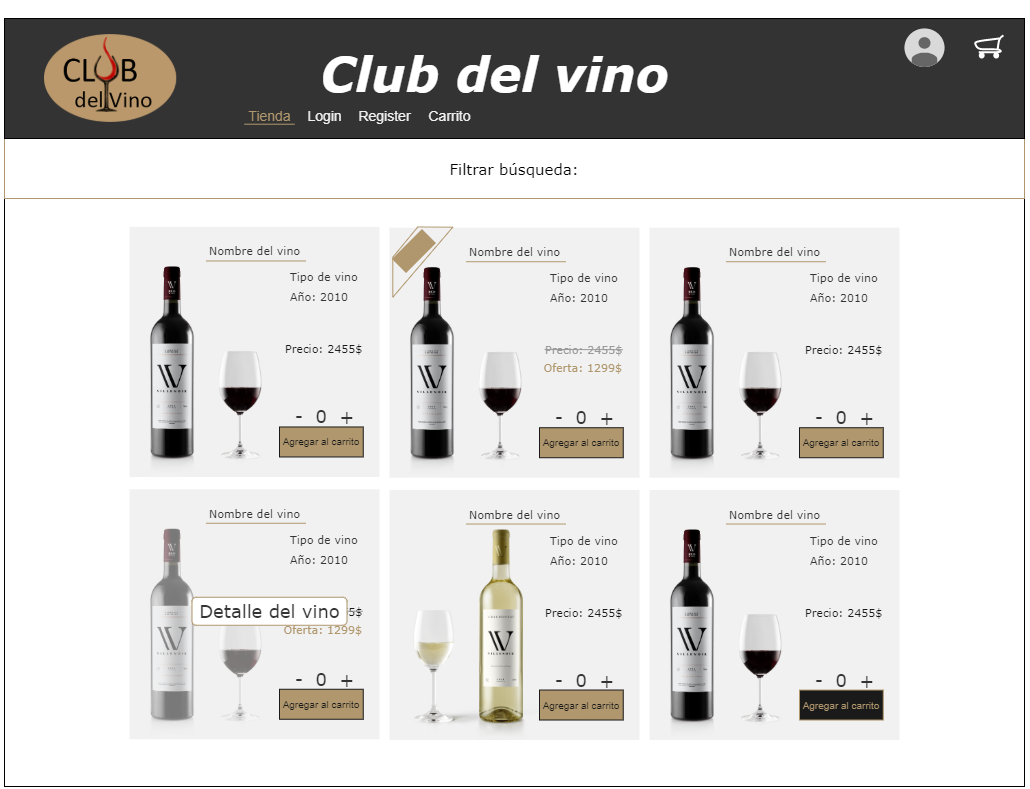 CLUB
del Vino
Club del vino
Tienda Login Register Carrito
Filtrar búsqueda:
Nombre del vino
Tipo de vino
Año: 2010
Precio: 2455$
- 0 +
Agregar al carrito
W
Nombre del vino
Tipo de vino
Año: 2010
Precio: 2455$
Oferta: 1299$
- 0 +
Agregar al carrito
W
Nombre del vino
Tipo de vino
Año: 2010
Precio: 2455$
- 0 +
Agregar al carrito
W
Nombre del vino
Tipo de vino
Año: 2010
Detalle del vino
5$
Oferta: 1299$
- 0 +
Agregar al carrito
W
Nombre del vino
Tipo de vino
Año: 2010
Precio: 2455$
- 0 +
Agregar al carrito
W
Nombre del vino
Tipo de vino
Año: 2010
Precio: 2455$
- 0 +
Agregar al carrito
W